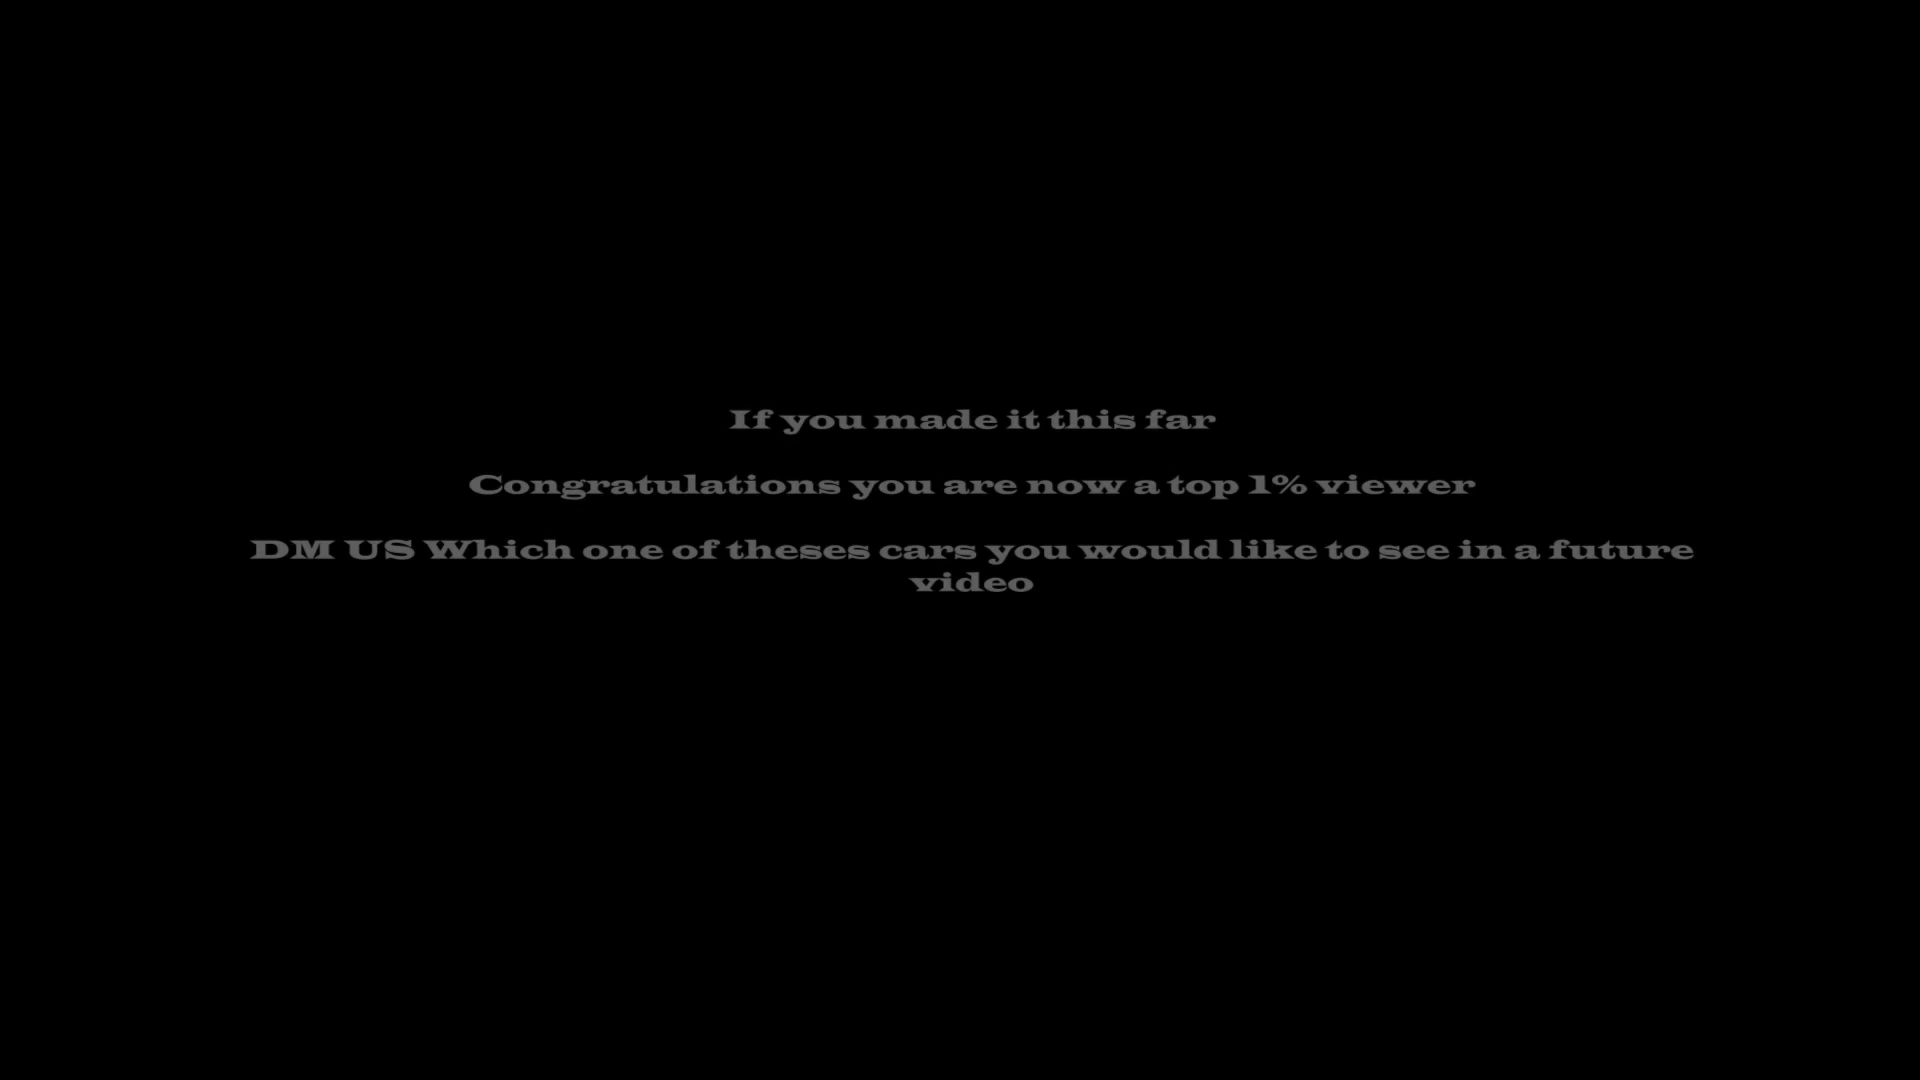 If you made it this far
Congratulations you are now a top 1% viewer
DM US Which one of theses cars you would like to see in a future
video